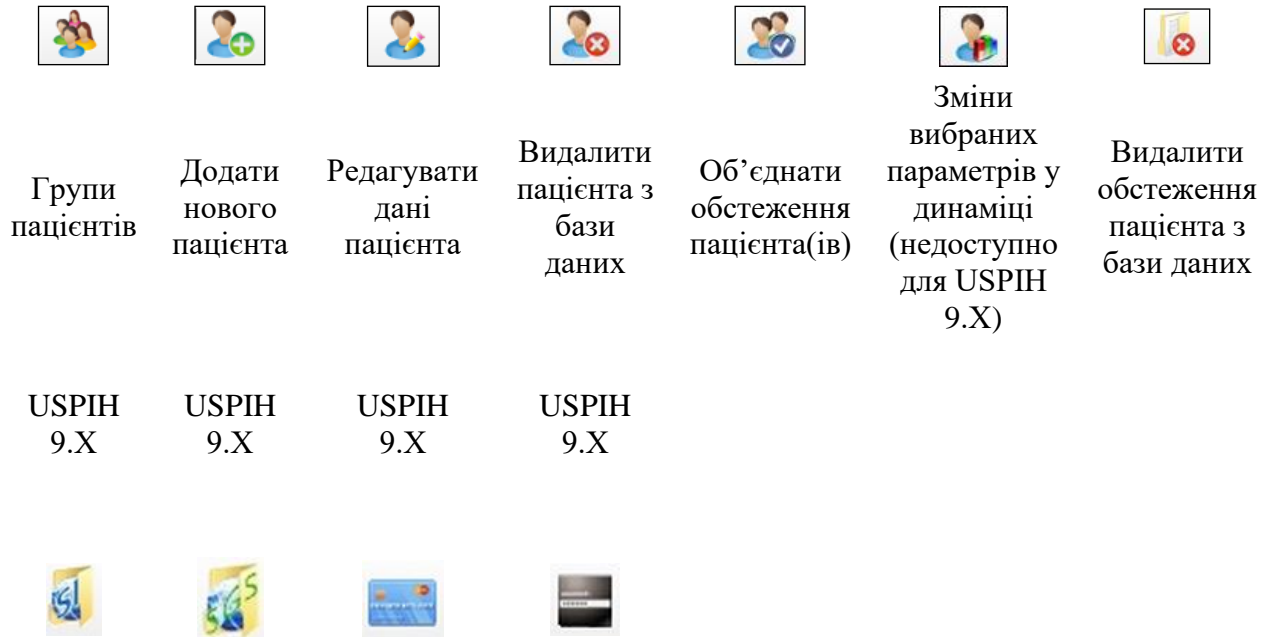 Групи
пацієнтів
Додати
нового
пацієнта
Редагувати
дані
пацієнта
Видалити
пацієнта з
бази
даних
Об’єднати
обстеження
пацієнта(ів)
Зміни
вибраних
параметрів у
динаміці
(недоступно
для USPIH
9.X)
Видалити
обстеження
пацієнта з
бази даних
USPIH
9.X
USPIH
9.X
USPIH
9.X
USPIH
9.X